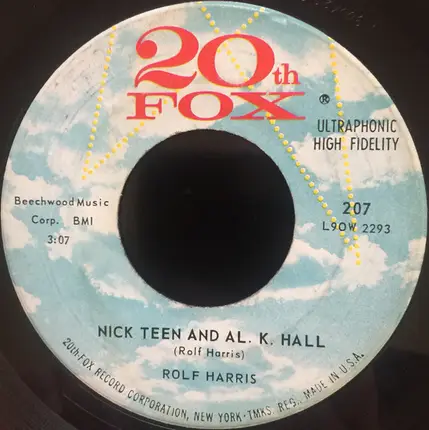 20th
FOX ®
ULTRAPHONIC
HIGH FIDELITY
Beechwood Music
Corp. BMI
3:07
207
L9OW 2293
NICK TEEN AND AL. K. HALL
(Rolf Harris)
ROLF HARRIS
20th-FOX RECORD CORPORATION, NEW YORK - TMKS. REG., MADE IN U.S.A.